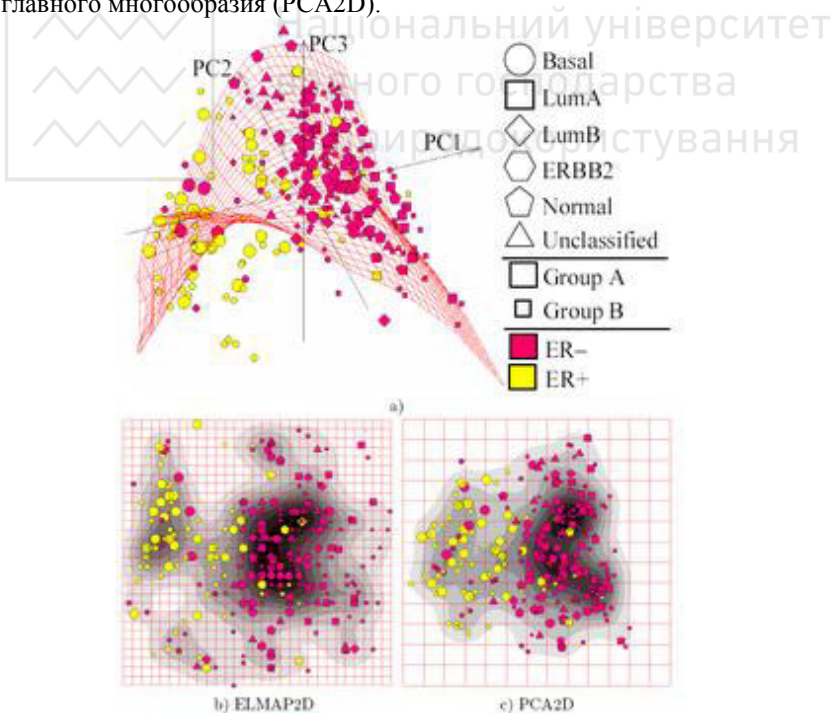 главного многообразия (PCA2D).
Національний університет
водного господарства
та природокористування
PC3
PC2
PC1
Basal
LumA
LumB
ERBB2
Normal
Unclassified
Group A
Group B
ER–
ER+
a)
b) ELMAP2D
c) PCA2D